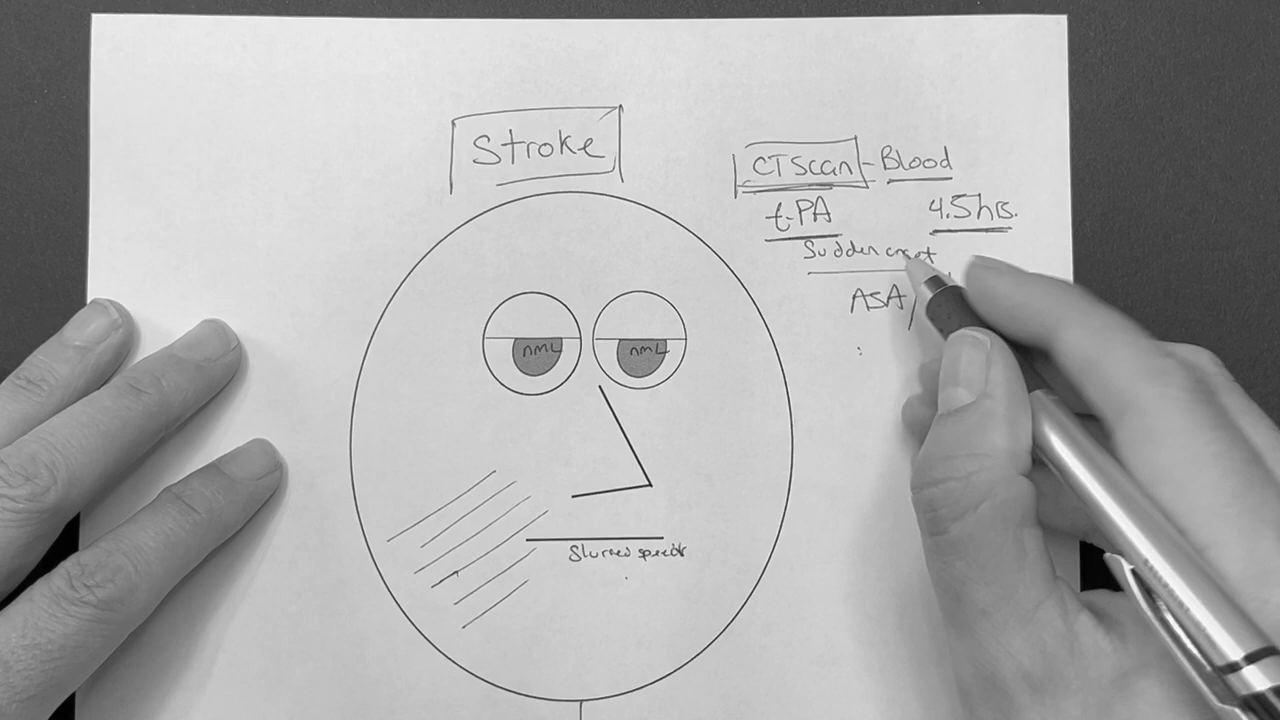 Stroke
CT Scan - Blood
t-PA 4.5 hrs.
Sudden onset
ASA/
nML nML
Slurred speech